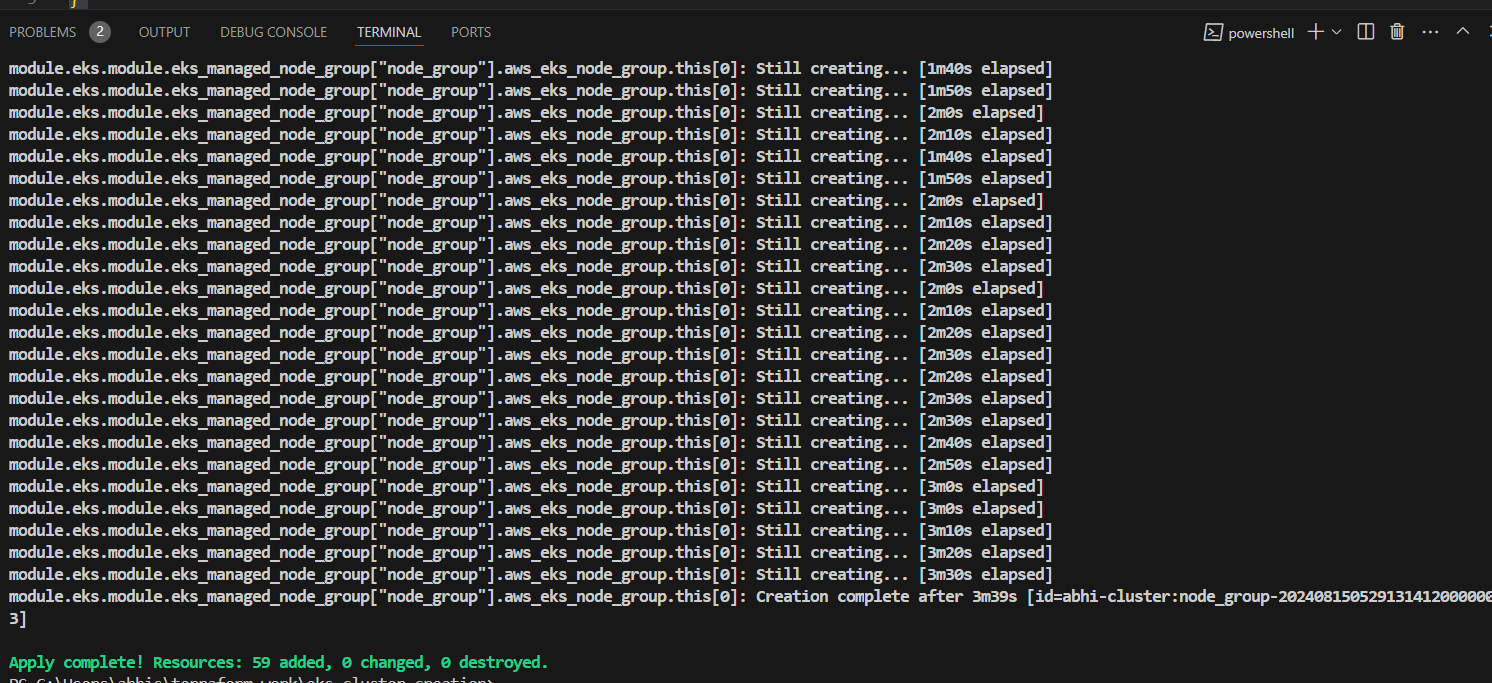 PROBLEMS 2 OUTPUT DEBUG CONSOLE TERMINAL PORTS powershell
module.eks.module.eks_managed_node_group["node_group"].aws_eks_node_group.this[0]: Still creating... [1m40s elapsed]
module.eks.module.eks_managed_node_group["node_group"].aws_eks_node_group.this[0]: Still creating... [1m50s elapsed]
module.eks.module.eks_managed_node_group["node_group"].aws_eks_node_group.this[0]: Still creating... [2m0s elapsed]
module.eks.module.eks_managed_node_group["node_group"].aws_eks_node_group.this[0]: Still creating... [2m10s elapsed]
module.eks.module.eks_managed_node_group["node_group"].aws_eks_node_group.this[0]: Still creating... [1m40s elapsed]
module.eks.module.eks_managed_node_group["node_group"].aws_eks_node_group.this[0]: Still creating... [1m50s elapsed]
module.eks.module.eks_managed_node_group["node_group"].aws_eks_node_group.this[0]: Still creating... [2m0s elapsed]
module.eks.module.eks_managed_node_group["node_group"].aws_eks_node_group.this[0]: Still creating... [2m10s elapsed]
module.eks.module.eks_managed_node_group["node_group"].aws_eks_node_group.this[0]: Still creating... [2m20s elapsed]
module.eks.module.eks_managed_node_group["node_group"].aws_eks_node_group.this[0]: Still creating... [2m30s elapsed]
module.eks.module.eks_managed_node_group["node_group"].aws_eks_node_group.this[0]: Still creating... [2m0s elapsed]
module.eks.module.eks_managed_node_group["node_group"].aws_eks_node_group.this[0]: Still creating... [2m10s elapsed]
module.eks.module.eks_managed_node_group["node_group"].aws_eks_node_group.this[0]: Still creating... [2m20s elapsed]
module.eks.module.eks_managed_node_group["node_group"].aws_eks_node_group.this[0]: Still creating... [2m30s elapsed]
module.eks.module.eks_managed_node_group["node_group"].aws_eks_node_group.this[0]: Still creating... [2m20s elapsed]
module.eks.module.eks_managed_node_group["node_group"].aws_eks_node_group.this[0]: Still creating... [2m30s elapsed]
module.eks.module.eks_managed_node_group["node_group"].aws_eks_node_group.this[0]: Still creating... [2m30s elapsed]
module.eks.module.eks_managed_node_group["node_group"].aws_eks_node_group.this[0]: Still creating... [2m40s elapsed]
module.eks.module.eks_managed_node_group["node_group"].aws_eks_node_group.this[0]: Still creating... [2m50s elapsed]
module.eks.module.eks_managed_node_group["node_group"].aws_eks_node_group.this[0]: Still creating... [3m0s elapsed]
module.eks.module.eks_managed_node_group["node_group"].aws_eks_node_group.this[0]: Still creating... [3m0s elapsed]
module.eks.module.eks_managed_node_group["node_group"].aws_eks_node_group.this[0]: Still creating... [3m10s elapsed]
module.eks.module.eks_managed_node_group["node_group"].aws_eks_node_group.this[0]: Still creating... [3m20s elapsed]
module.eks.module.eks_managed_node_group["node_group"].aws_eks_node_group.this[0]: Still creating... [3m30s elapsed]
module.eks.module.eks_managed_node_group["node_group"].aws_eks_node_group.this[0]: Creation complete after 3m39s [id=abhi-cluster:node_group-2024081505291314120000000
3]
Apply complete! Resources: 59 added, 0 changed, 0 destroyed.
PS C:\Users\abhis\terraform work\eks cluster creation>